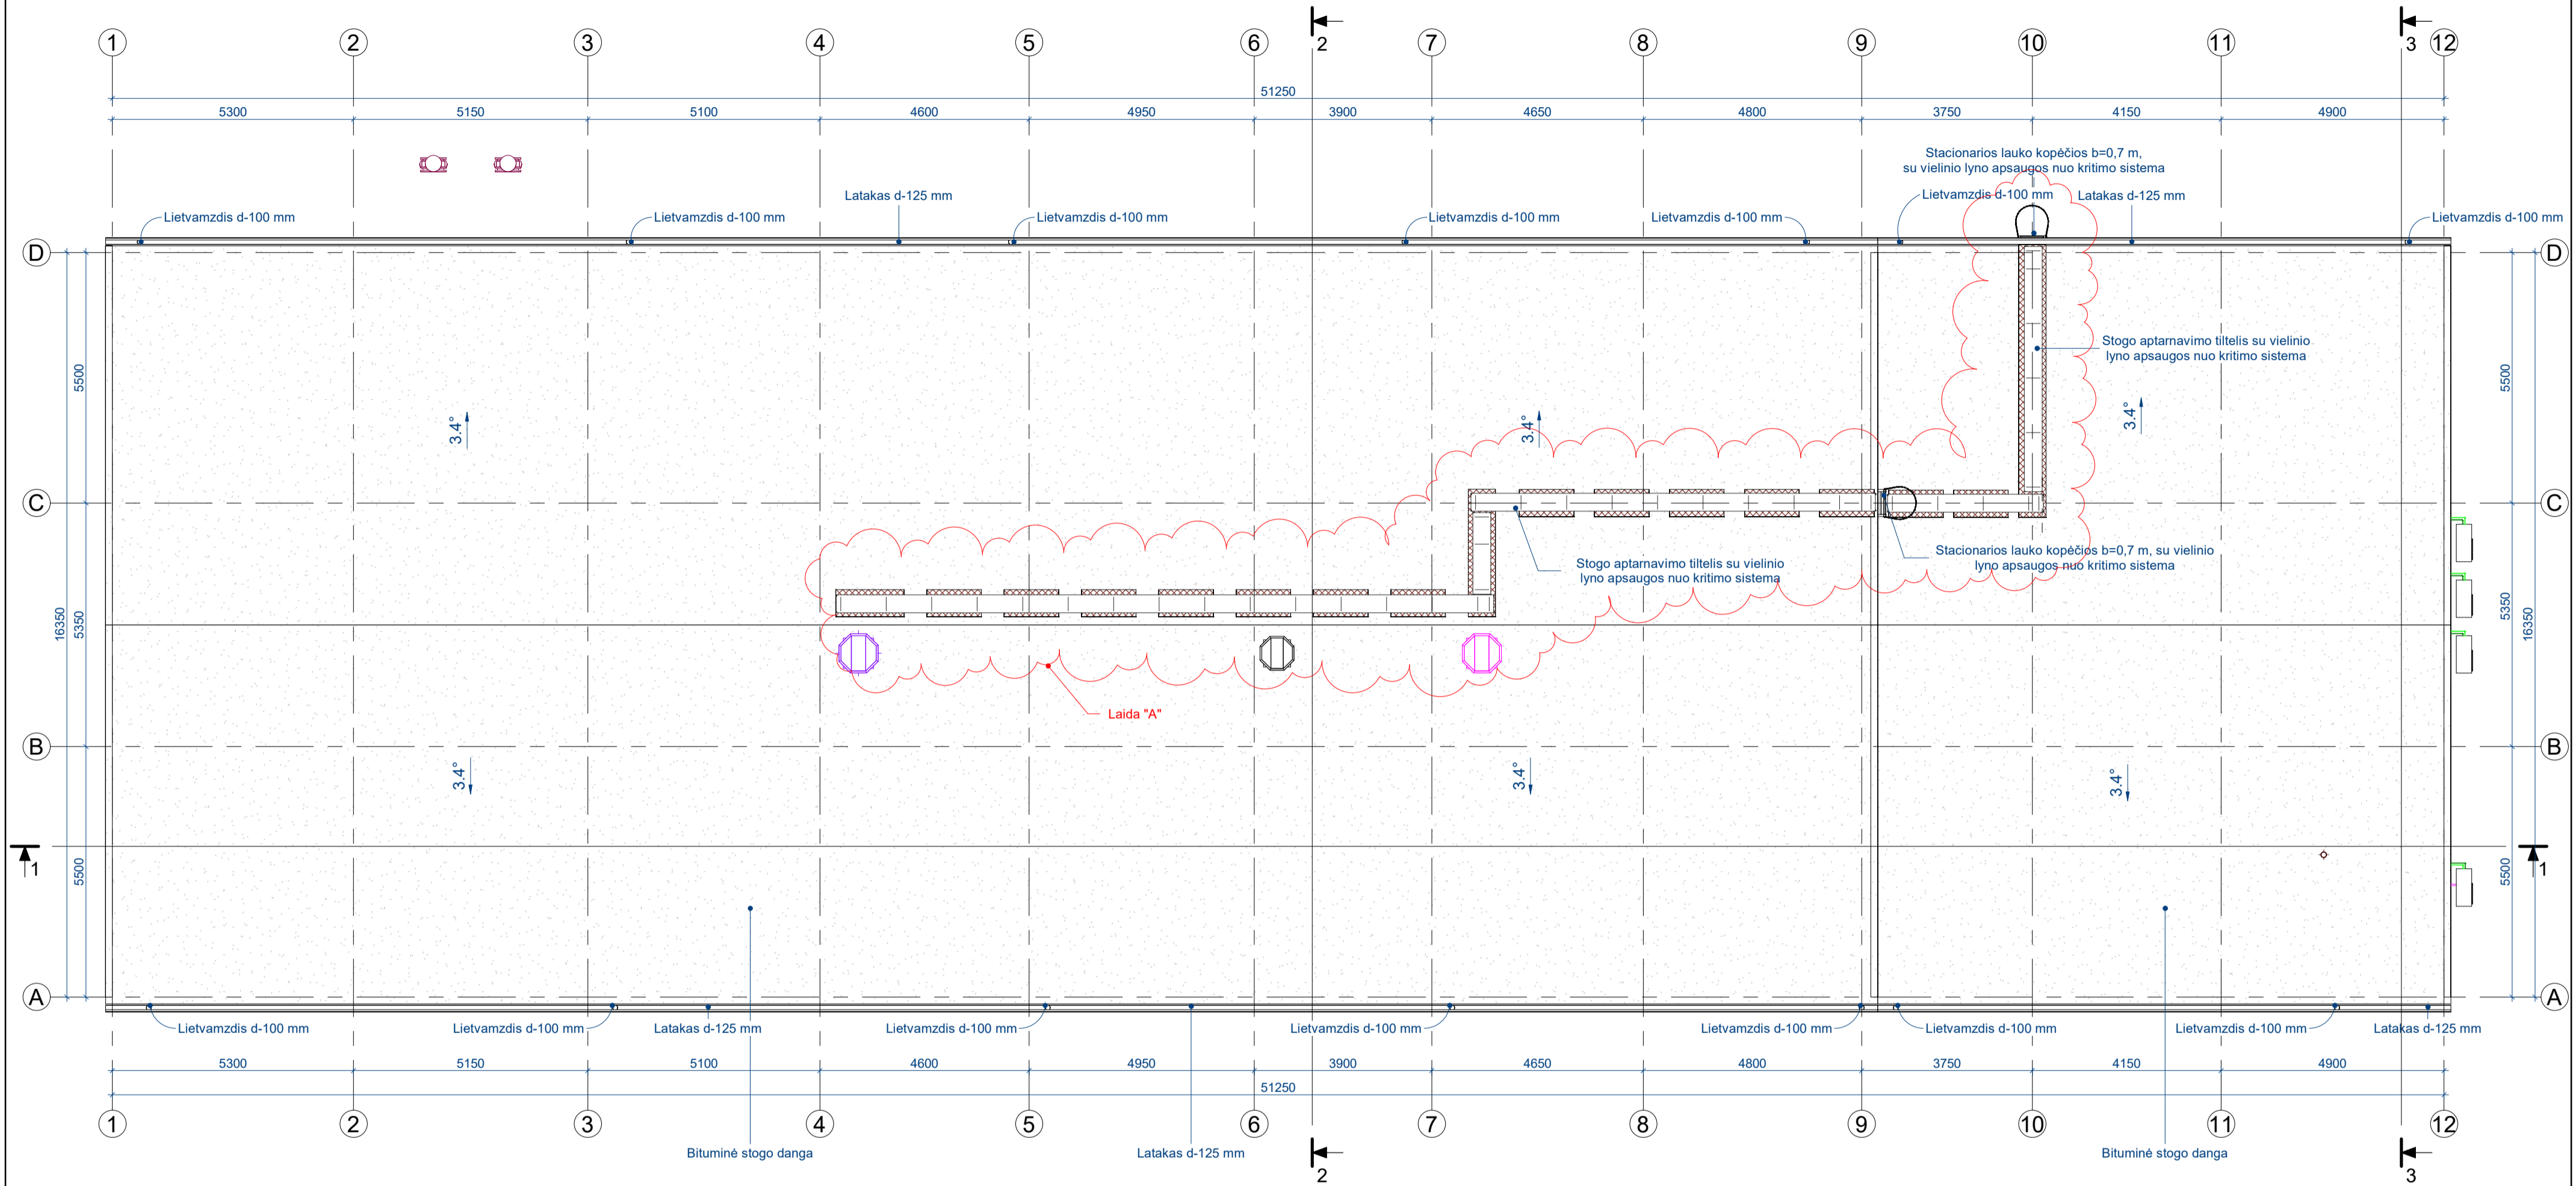 2
3
1
2
3
4
5
6
7
8
9
10
11
12
51250
5300
5150
5100
4600
4950
3900
4650
4800
3750
4150
4900
Stacionarios lauko kopėčios b=0,7 m,
su vielinio lyno apsaugos nuo kritimo sistema
Latakas d-125 mm
Lietvamzdis d-100 mm
Latakas d-125 mm
Lietvamzdis d-100 mm
Lietvamzdis d-100 mm
Lietvamzdis d-100 mm
Lietvamzdis d-100 mm
Lietvamzdis d-100 mm
Lietvamzdis d-100 mm
D
D
Stogo aptarnavimo tiltelis su vielinio
lyno apsaugos nuo kritimo sistema
5500
5500
3.4°
3.4°
3.4°
C
C
Stacionarios lauko kopėčios b=0,7 m, su vielinio
lyno apsaugos nuo kritimo sistema
Stogo aptarnavimo tiltelis su vielinio
lyno apsaugos nuo kritimo sistema
16350
5350
5350
16350
Laida "A"
B
B
3.4°
3.4°
3.4°
1
1
5500
5500
A
A
Lietvamzdis d-100 mm
Lietvamzdis d-100 mm
Latakas d-125 mm
Lietvamzdis d-100 mm
Lietvamzdis d-100 mm
Lietvamzdis d-100 mm
Lietvamzdis d-100 mm
Lietvamzdis d-100 mm
Latakas d-125 mm
5300
5150
5100
4600
4950
3900
4650
4800
3750
4150
4900
51250
1
2
3
4
5
6
7
8
9
10
11
12
Bituminė stogo danga
Latakas d-125 mm
Bituminė stogo danga
2
3